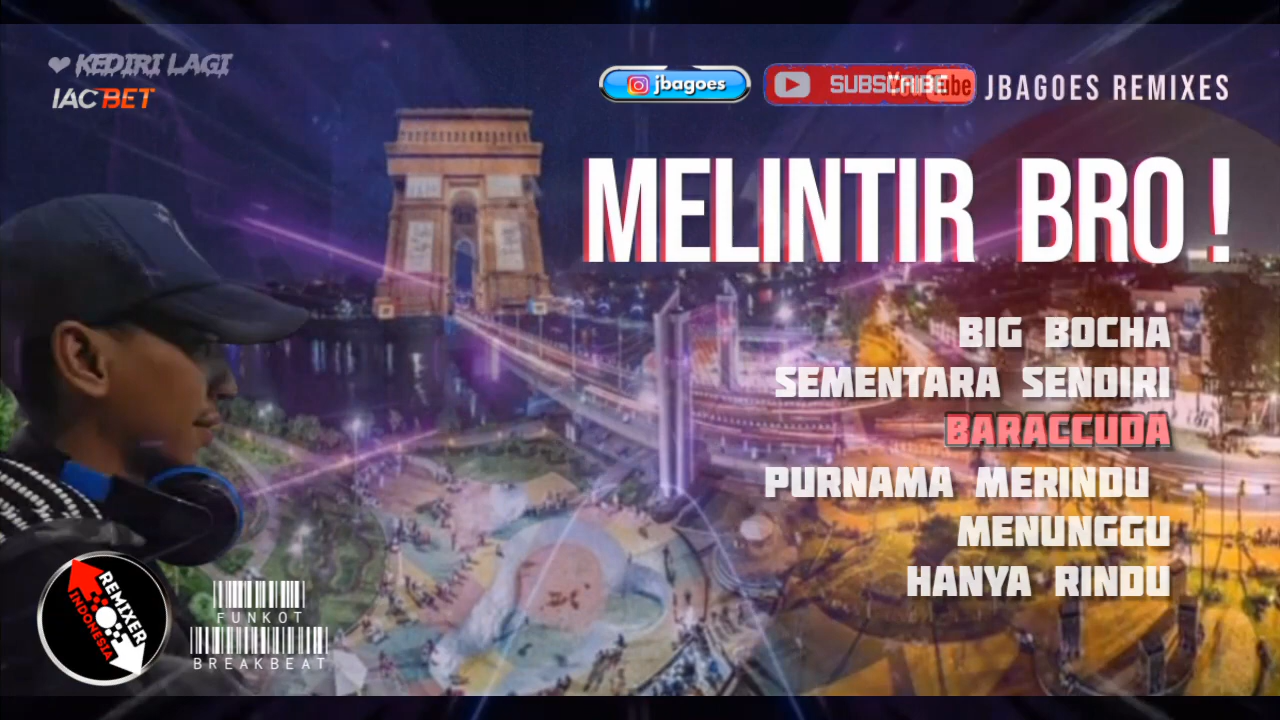 ❤ KEDIRI LAGI
IACBET
jbagoes
SUBSCRIBE
YouTube
JBAGOES REMIXES
MELINTIR BRO !
BIG BOCHA
SEMENTARA SENDIRI
BARACCUDA
PURNAMA MERINDU
MENUNGGU
HANYA RINDU
REMIXER
INDONESIA
FUNKOT
BREAKBEAT